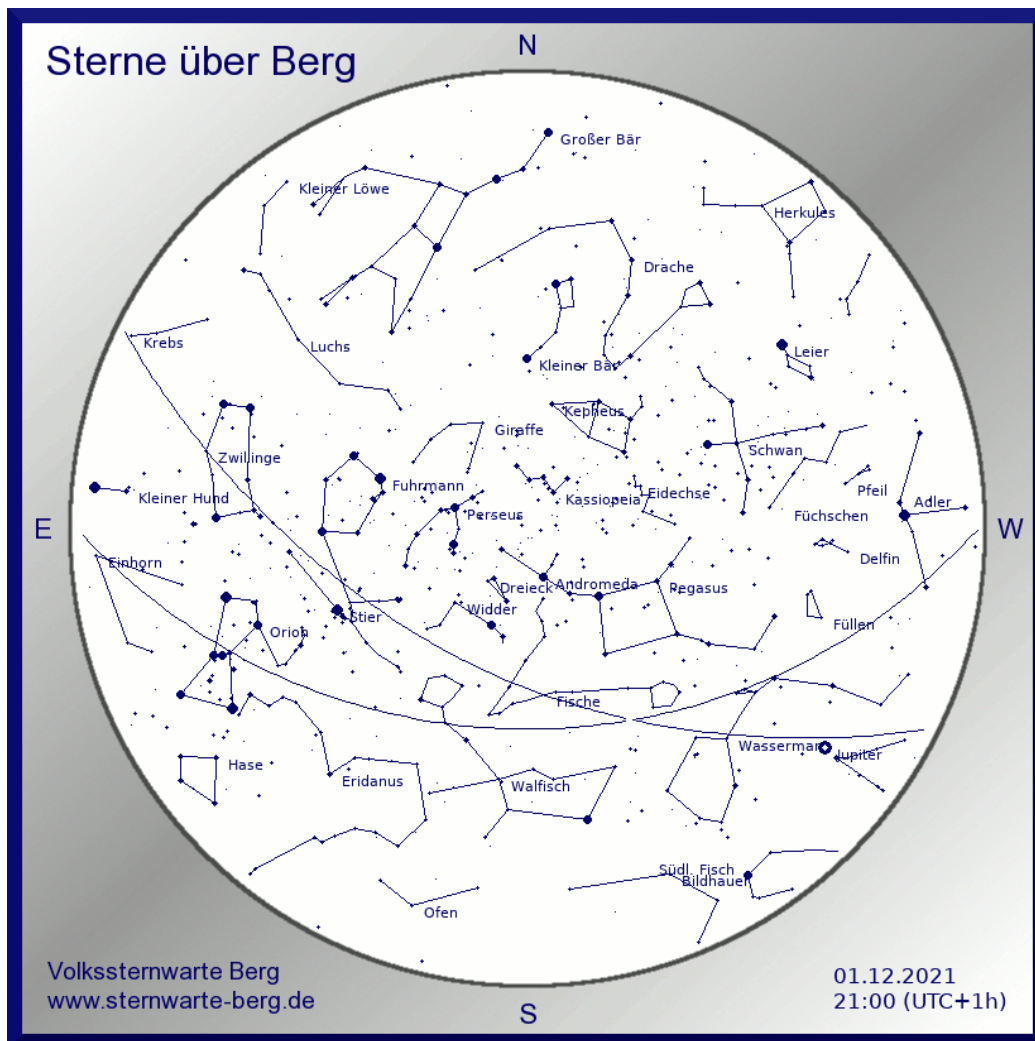 N
Sterne über Berg
Großer Bär
Kleiner Löwe
Herkules
Drache
Krebs
Luchs
Leier
Kleiner Bär
Kepheus
Giraffe
Schwan
Zwillinge
Fuhrmann
Kleiner Hund
Kassiopeia
Eidechse
Pfeil
Adler
Perseus
Füchschen
E
W
Einhorn
Delfin
Dreieck
Andromeda
Pegasus
Widder
Stier
Füllen
Orion
Fische
Wassermann
Jupiter
Hase
Eridanus
Walfisch
Südl. Fisch
Bildhauer
Ofen
Volkssternwarte Berg
www.sternwarte-berg.de
01.12.2021
21:00 (UTC+1h)
S